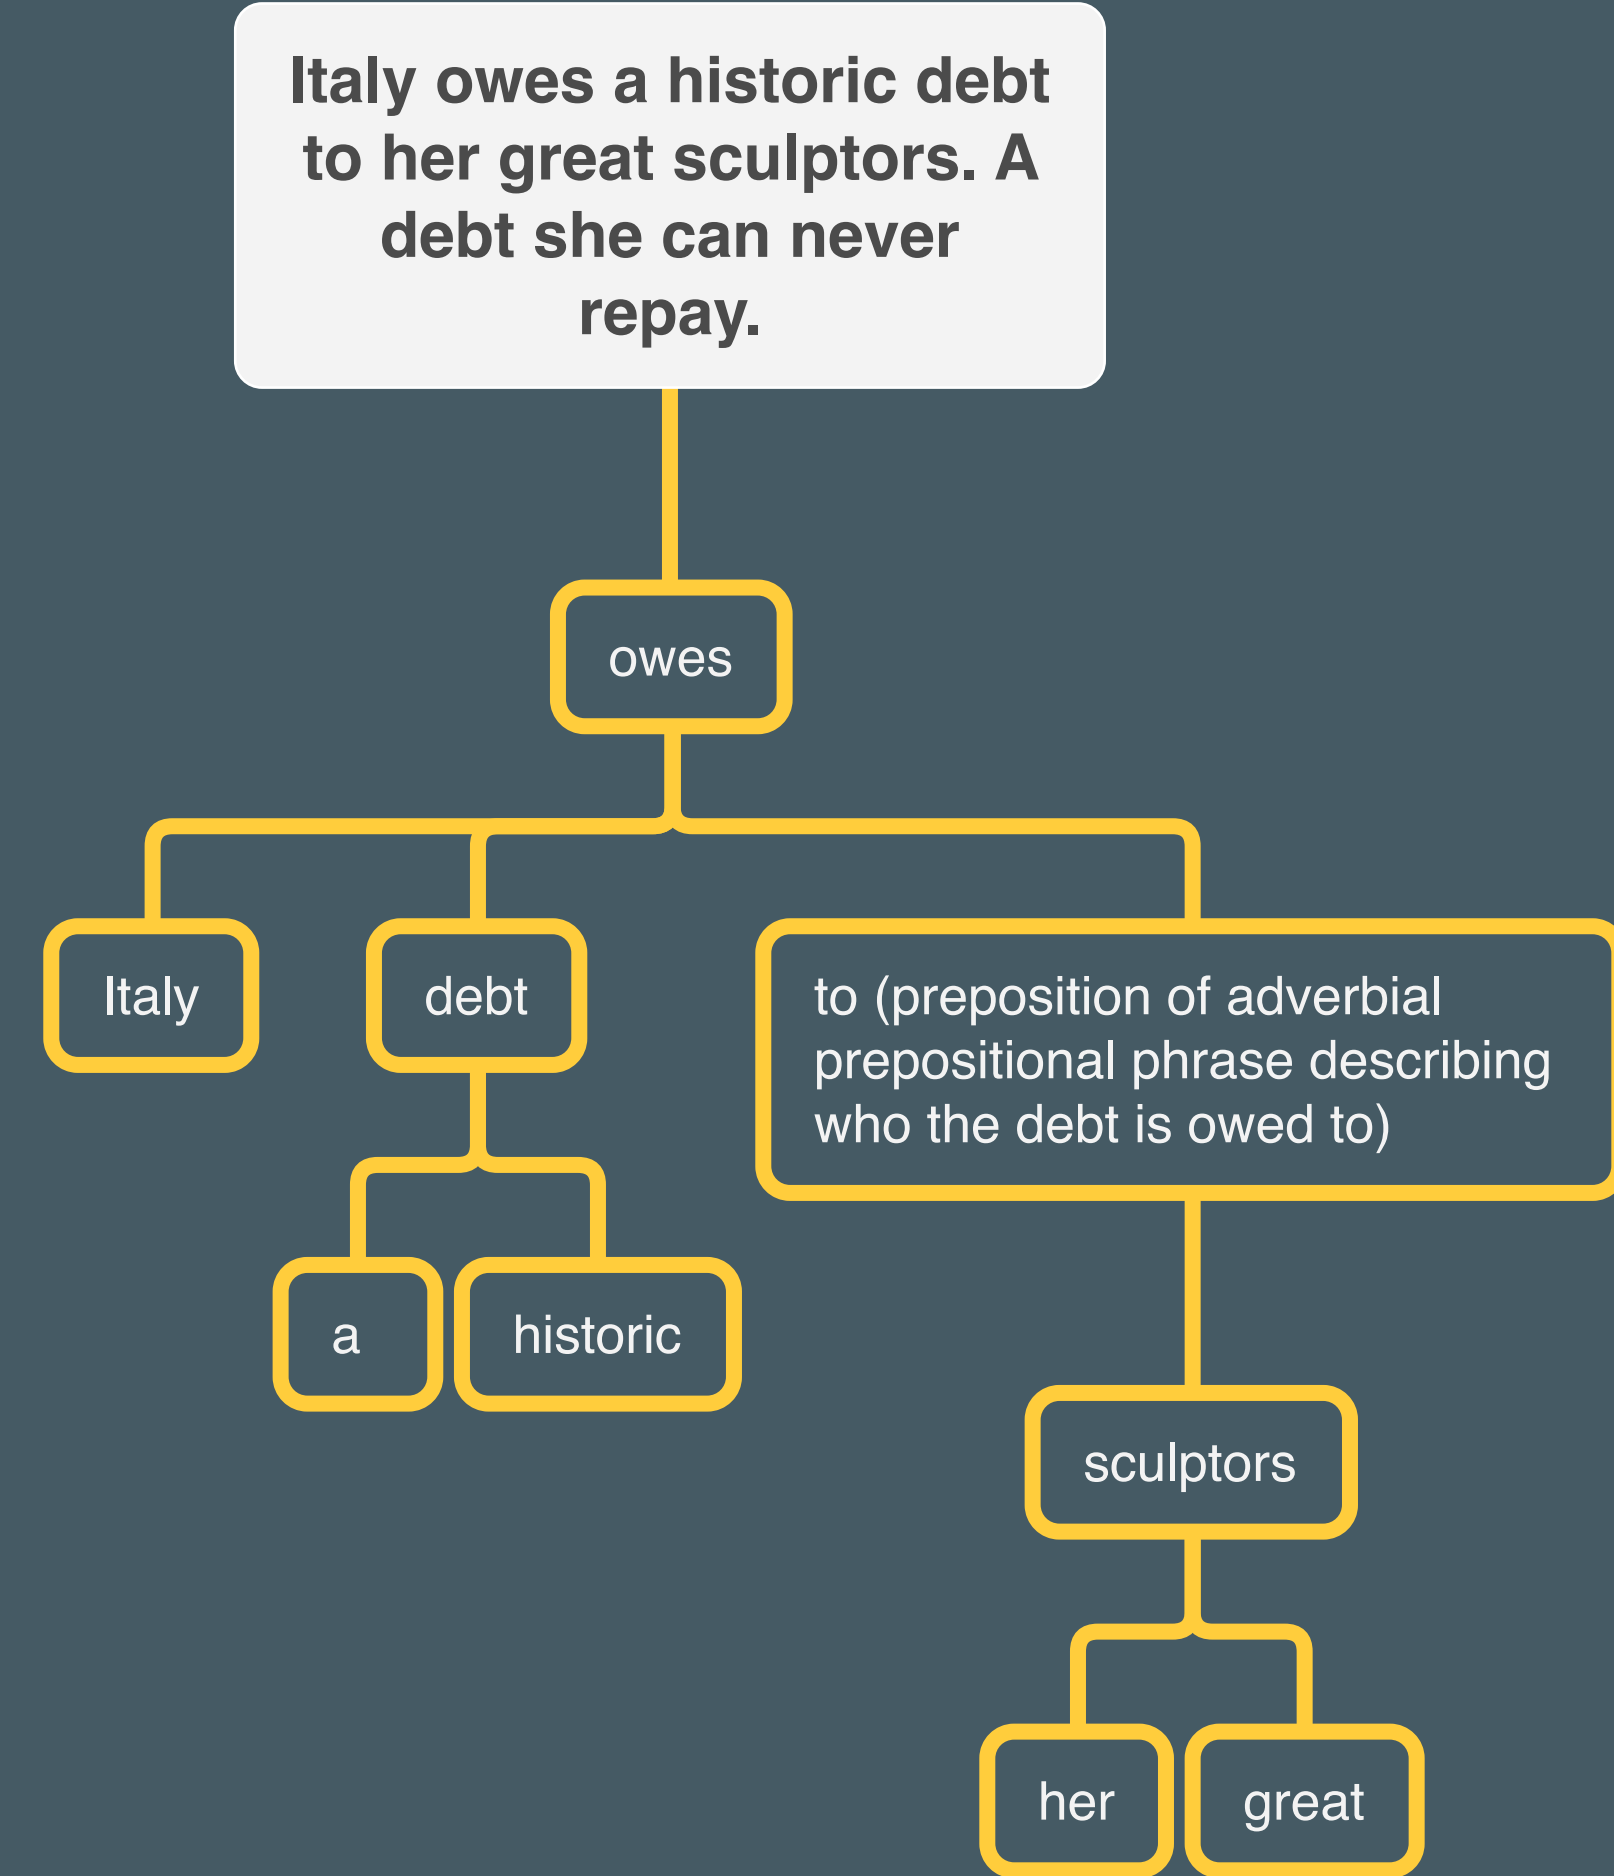 Italy owes a historic debt
to her great sculptors. A
debt she can never
repay.
owes
Italy
debt
to (preposition of adverbial
prepositional phrase describing
who the debt is owed to)
a
historic
sculptors
her
great